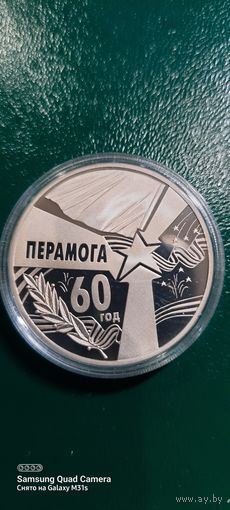 ПЕРАМОГА
60
ГОД
Samsung Quad Camera
Снято на Galaxy M31s
www.ay.by